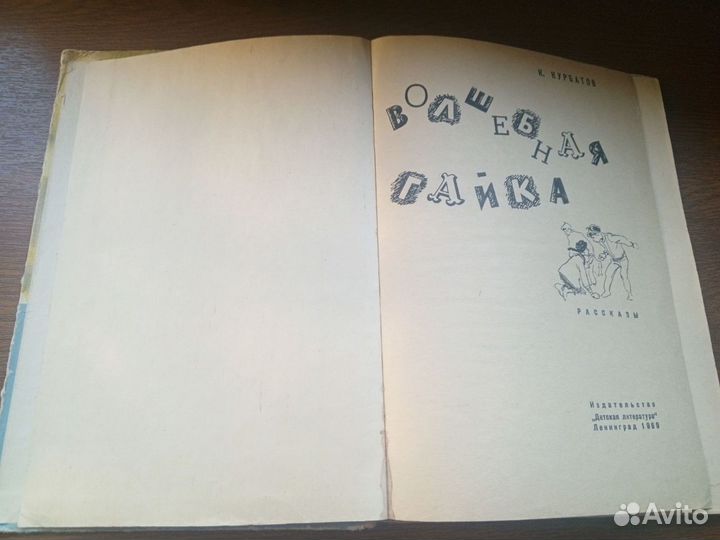 К. КУРБАТОВ
ВОЛШЕБНАЯ
ГАЙКА
РАССКАЗЫ
Издательство
„Детская литература"
Ленинград 1969
Avito